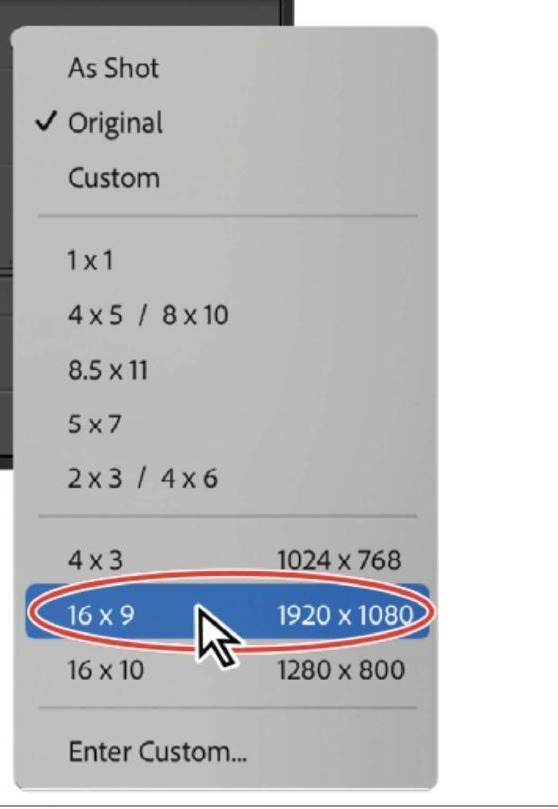 As Shot
✓ Original
Custom
1 x 1
4 x 5 / 8 x 10
8.5 x 11
5 x 7
2 x 3 / 4 x 6
4 x 3 1024 x 768
16 x 9 1920 x 1080
16 x 10 1280 x 800
Enter Custom...